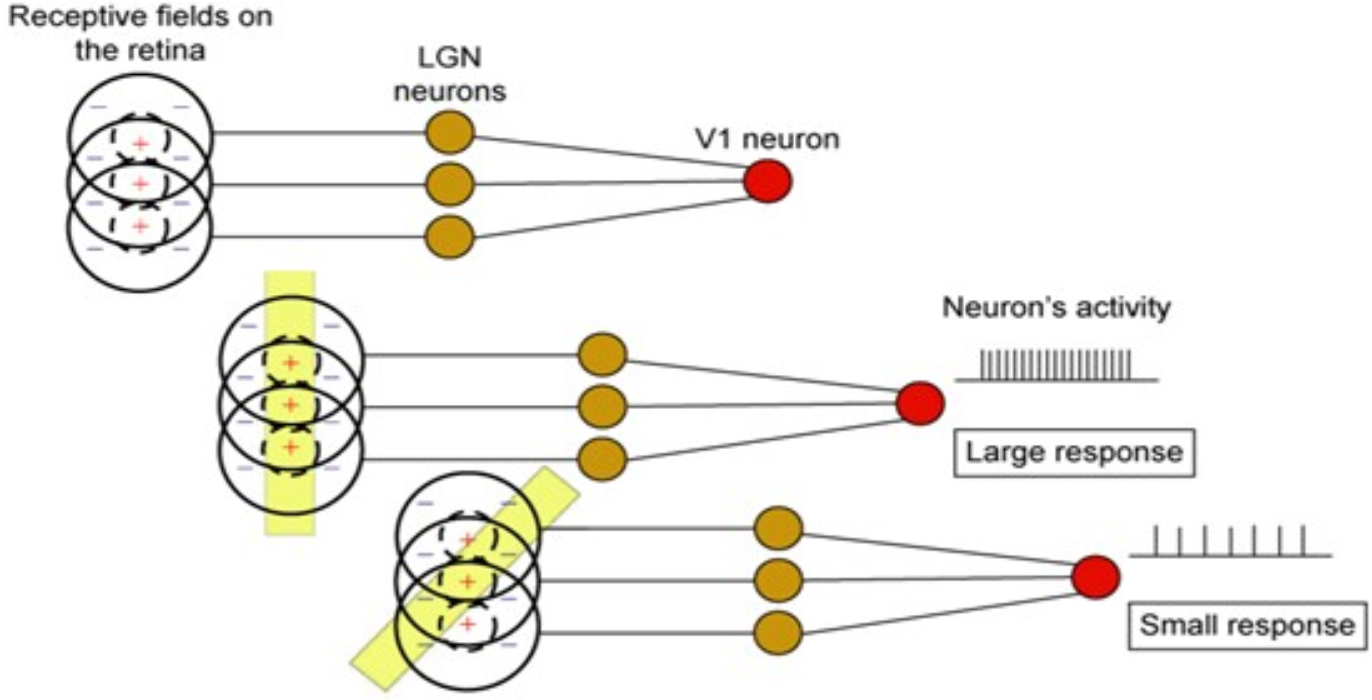 Receptive fields on
the retina
LGN
neurons
V1 neuron
Neuron's activity
Large response
Small response